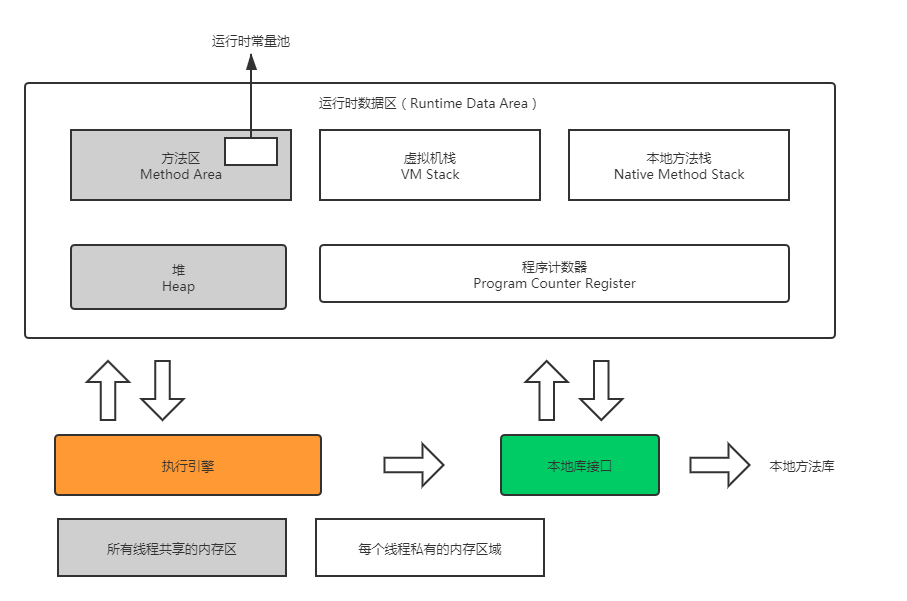 运行时常量池
运行时数据区（Runtime Data Area）
方法区
Method Area
虚拟机栈
VM Stack
本地方法栈
Native Method Stack
堆
Heap
程序计数器
Program Counter Register
执行引擎
本地库接口
本地方法库
所有线程共享的内存区
每个线程私有的内存区域